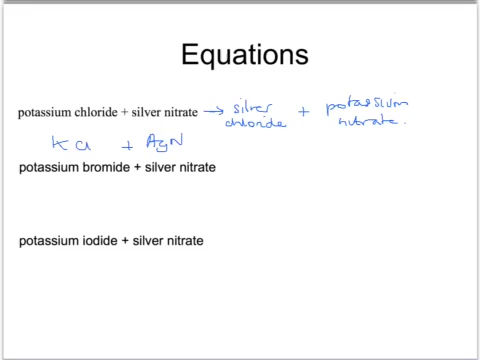 Equations
potassium chloride + silver nitrate → silver chloride + potassium nitrate.
KCl + AgN
potassium bromide + silver nitrate
potassium iodide + silver nitrate